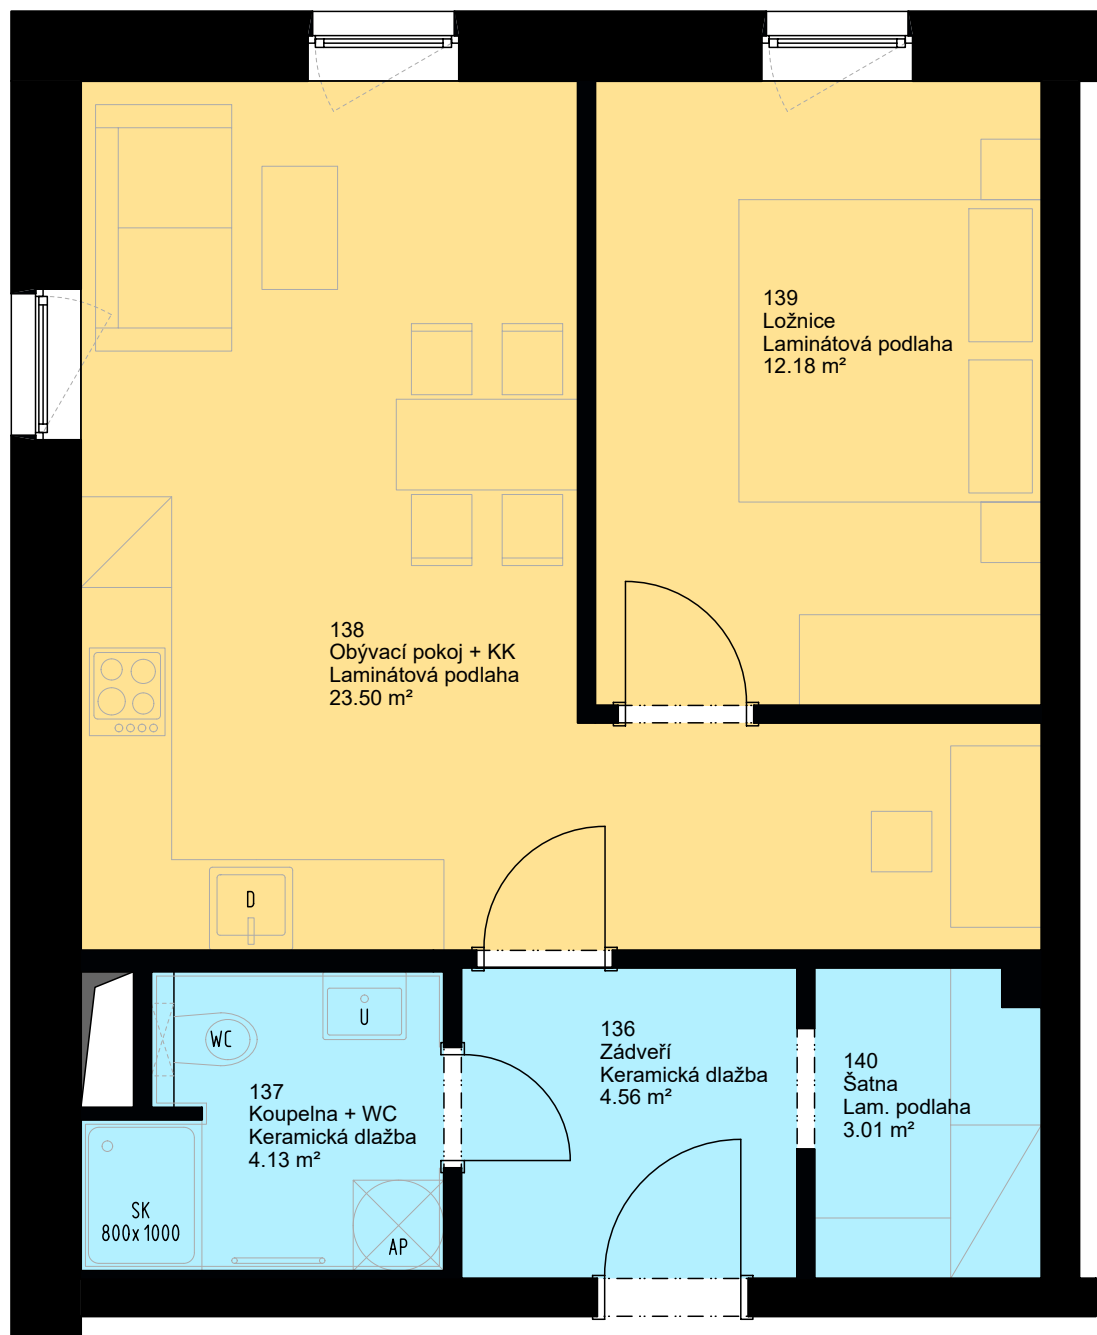 139
Ložnice
Laminátová podlaha
12.18 m²
138
Obývací pokoj + KK
Laminátová podlaha
23.50 m²
D
136
Zádveří
Keramická dlažba
4.56 m²
U
WC
140
Šatna
Lam. podlaha
3.01 m²
137
Koupelna + WC
Keramická dlažba
4.13 m²
SK
800x1000
AP